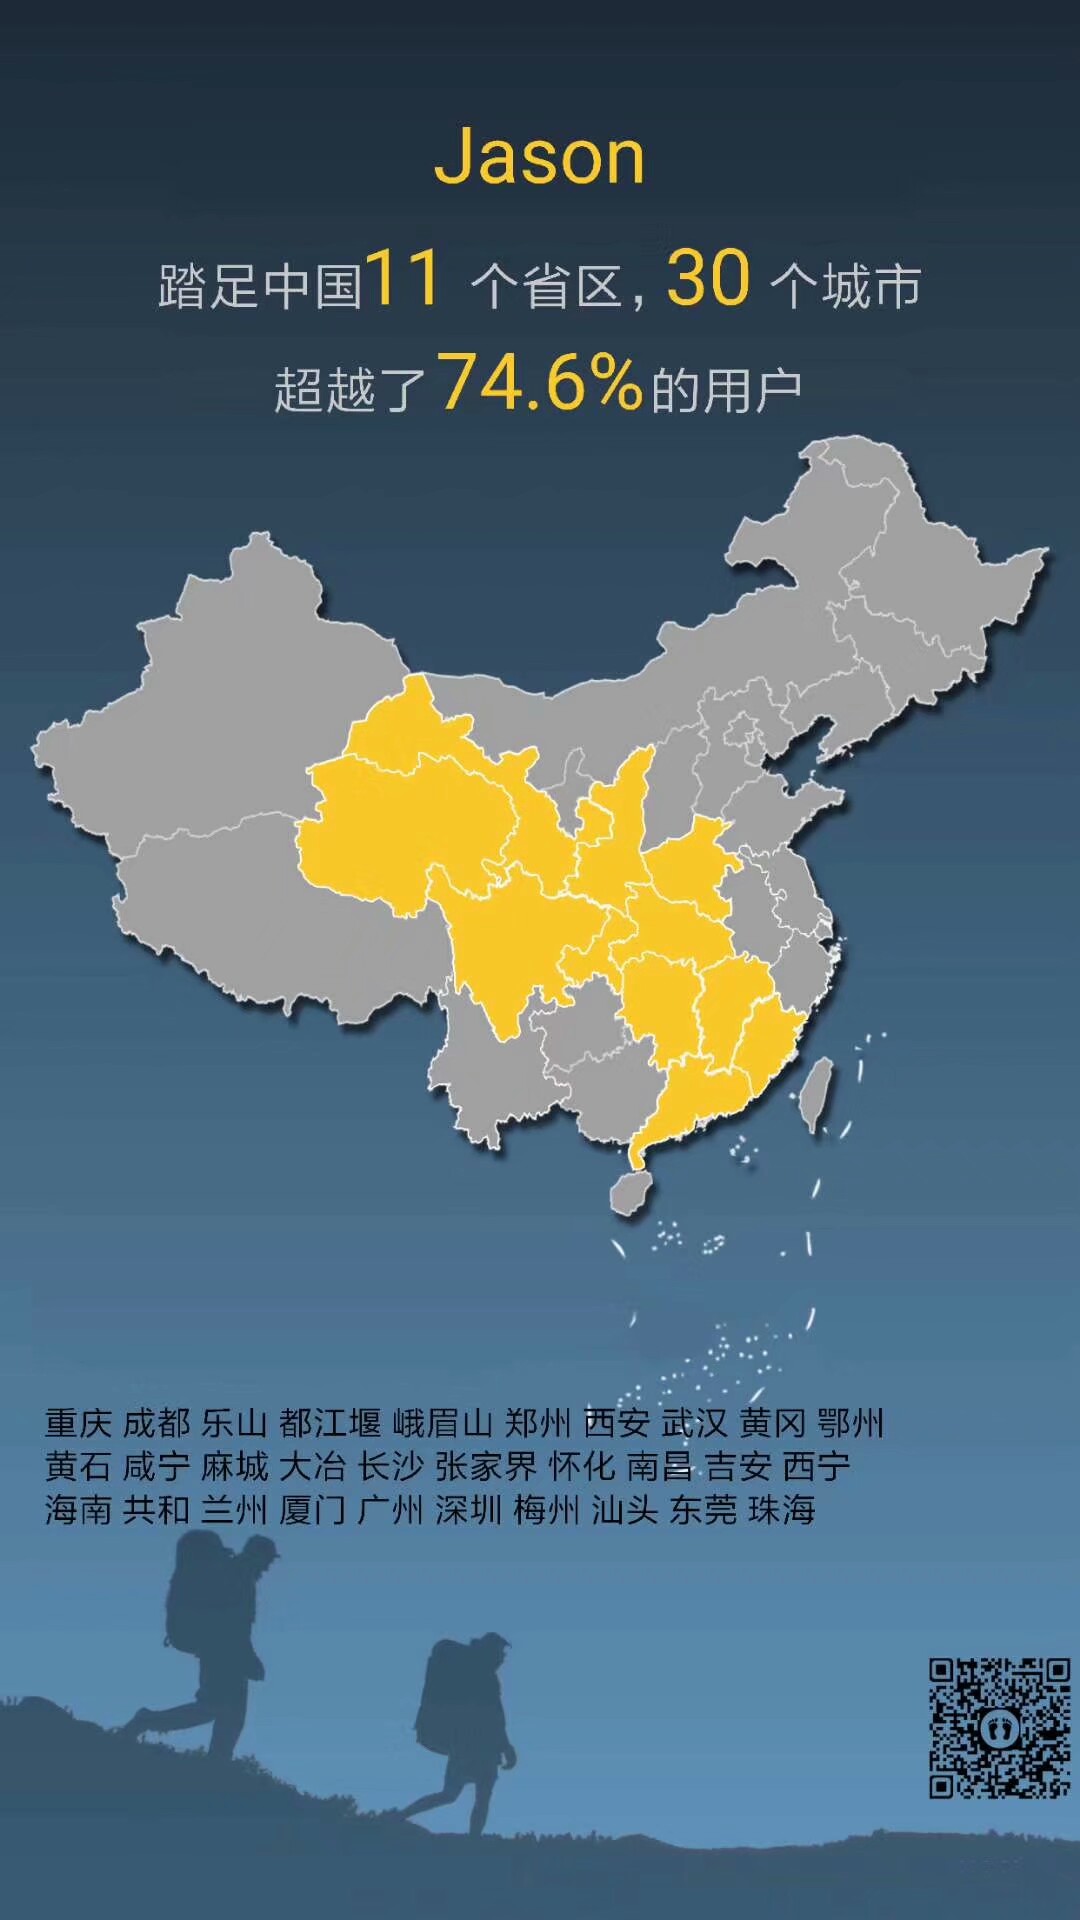 Jason
踏足中国11 个省区，30 个城市
超越了74.6%的用户
重庆 成都 乐山 都江堰 峨眉山 郑州 西安 武汉 黄冈 鄂州
黄石 咸宁 麻城 大冶 长沙 张家界 怀化 南昌 吉安 西宁
海南 共和 兰州 厦门 广州 深圳 梅州 汕头 东莞 珠海